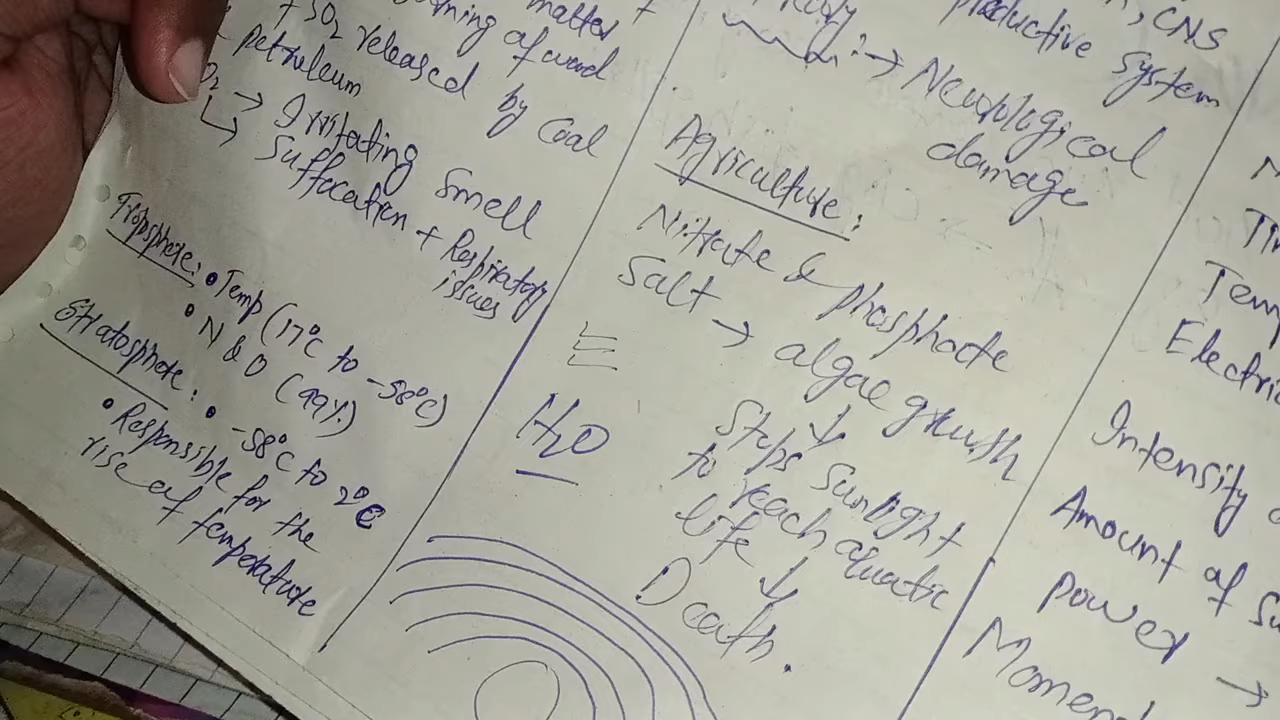 matter +
burning of wood
+ SO2 released by coal
petroleum
→ Irritating smell
↳ Suffocation + Respiratory
issues
Troposphere: • Temp (17°C to -58°C)
• N & O (99%)
Stratosphere: • -58°C to 2°C
• Responsible for the
rise of temperature
, CNS
productive system
: → Neurological
damage
Agriculture:
Nitrate & phosphate
salt → algae growth
↓
Stops sunlight
to reach aquatic
life ↓
Death.
H2O
Electri
Intensity
Amount of Su
Power →
Moment